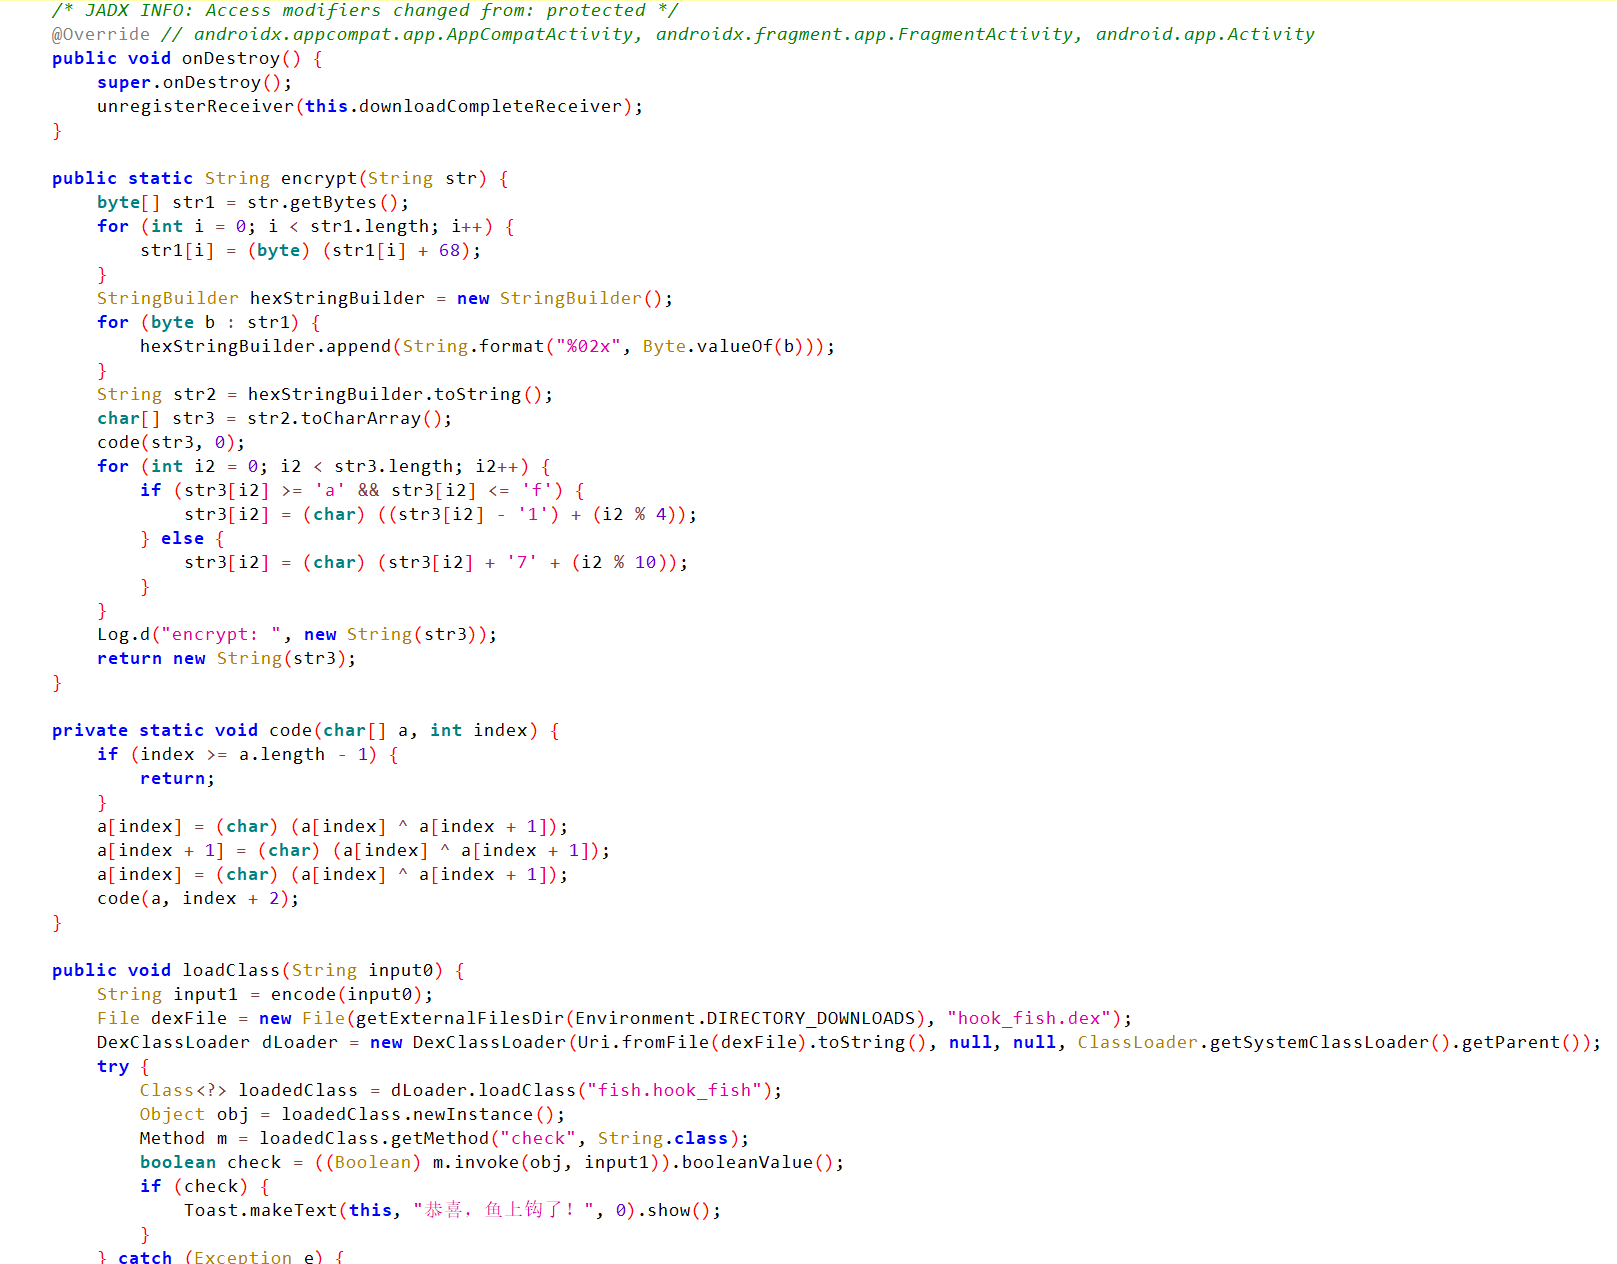 /* JADX INFO: Access modifiers changed from: protected */
@Override // androidx.appcompat.app.AppCompatActivity, androidx.fragment.app.FragmentActivity, android.app.Activity
public void onDestroy() {
    super.onDestroy();
    unregisterReceiver(this.downloadCompleteReceiver);
}

public static String encrypt(String str) {
    byte[] str1 = str.getBytes();
    for (int i = 0; i < str1.length; i++) {
        str1[i] = (byte) (str1[i] + 68);
    }
    StringBuilder hexStringBuilder = new StringBuilder();
    for (byte b : str1) {
        hexStringBuilder.append(String.format("%02x", Byte.valueOf(b)));
    }
    String str2 = hexStringBuilder.toString();
    char[] str3 = str2.toCharArray();
    code(str3, 0);
    for (int i2 = 0; i2 < str3.length; i2++) {
        if (str3[i2] >= 'a' && str3[i2] <= 'f') {
            str3[i2] = (char) ((str3[i2] - '1') + (i2 % 4));
        } else {
            str3[i2] = (char) (str3[i2] + '7' + (i2 % 10));
        }
    }
    Log.d("encrypt: ", new String(str3));
    return new String(str3);
}

private static void code(char[] a, int index) {
    if (index >= a.length - 1) {
        return;
    }
    a[index] = (char) (a[index] ^ a[index + 1]);
    a[index + 1] = (char) (a[index] ^ a[index + 1]);
    a[index] = (char) (a[index] ^ a[index + 1]);
    code(a, index + 2);
}

public void loadClass(String input0) {
    String input1 = encode(input0);
    File dexFile = new File(getExternalFilesDir(Environment.DIRECTORY_DOWNLOADS), "hook_fish.dex");
    DexClassLoader dLoader = new DexClassLoader(Uri.fromFile(dexFile).toString(), null, null, ClassLoader.getSystemClassLoader().getParent());
    try {
        Class<?> loadedClass = dLoader.loadClass("fish.hook_fish");
        Object obj = loadedClass.newInstance();
        Method m = loadedClass.getMethod("check", String.class);
        boolean check = ((Boolean) m.invoke(obj, input1)).booleanValue();
        if (check) {
            Toast.makeText(this, "恭喜，鱼上钩了！", 0).show();
        }
    } catch (Exception e) {